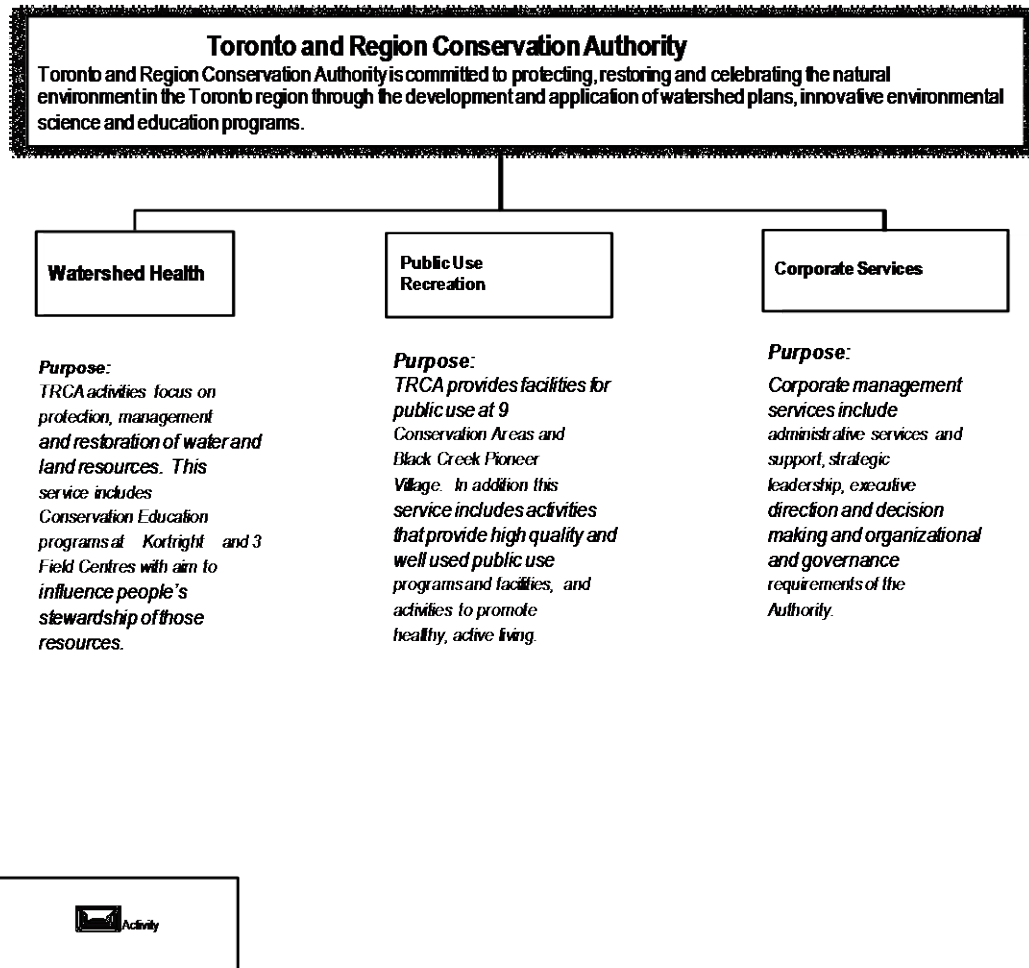 Toronto and Region Conservation Authority
Toronto and Region Conservation Authority is committed to protecting, restoring and celebrating the natural
environment in the Toronto region through the development and application of watershed plans, innovative environmental
science and education programs.
Watershed Health
Public Use
Recreation
Corporate Services
Purpose:
TRCA activities focus on
protection, management
and restoration of water and
land resources. This
service includes
Conservation Education
programs at Kortright and 3
Field Centres with aim to
influence people's
stewardship of those
resources.
Purpose:
TRCA provides facilities for
public use at 9
Conservation Areas and
Black Creek Pioneer
Village. In addition this
service includes activities
that provide high quality and
well used public use
programs and facilities, and
activities to promote
healthy, active living.
Purpose:
Corporate management
services include
administrative services and
support, strategic
leadership, executive
direction and decision
making and organizational
and governance
requirements of the
Authority.
Activity